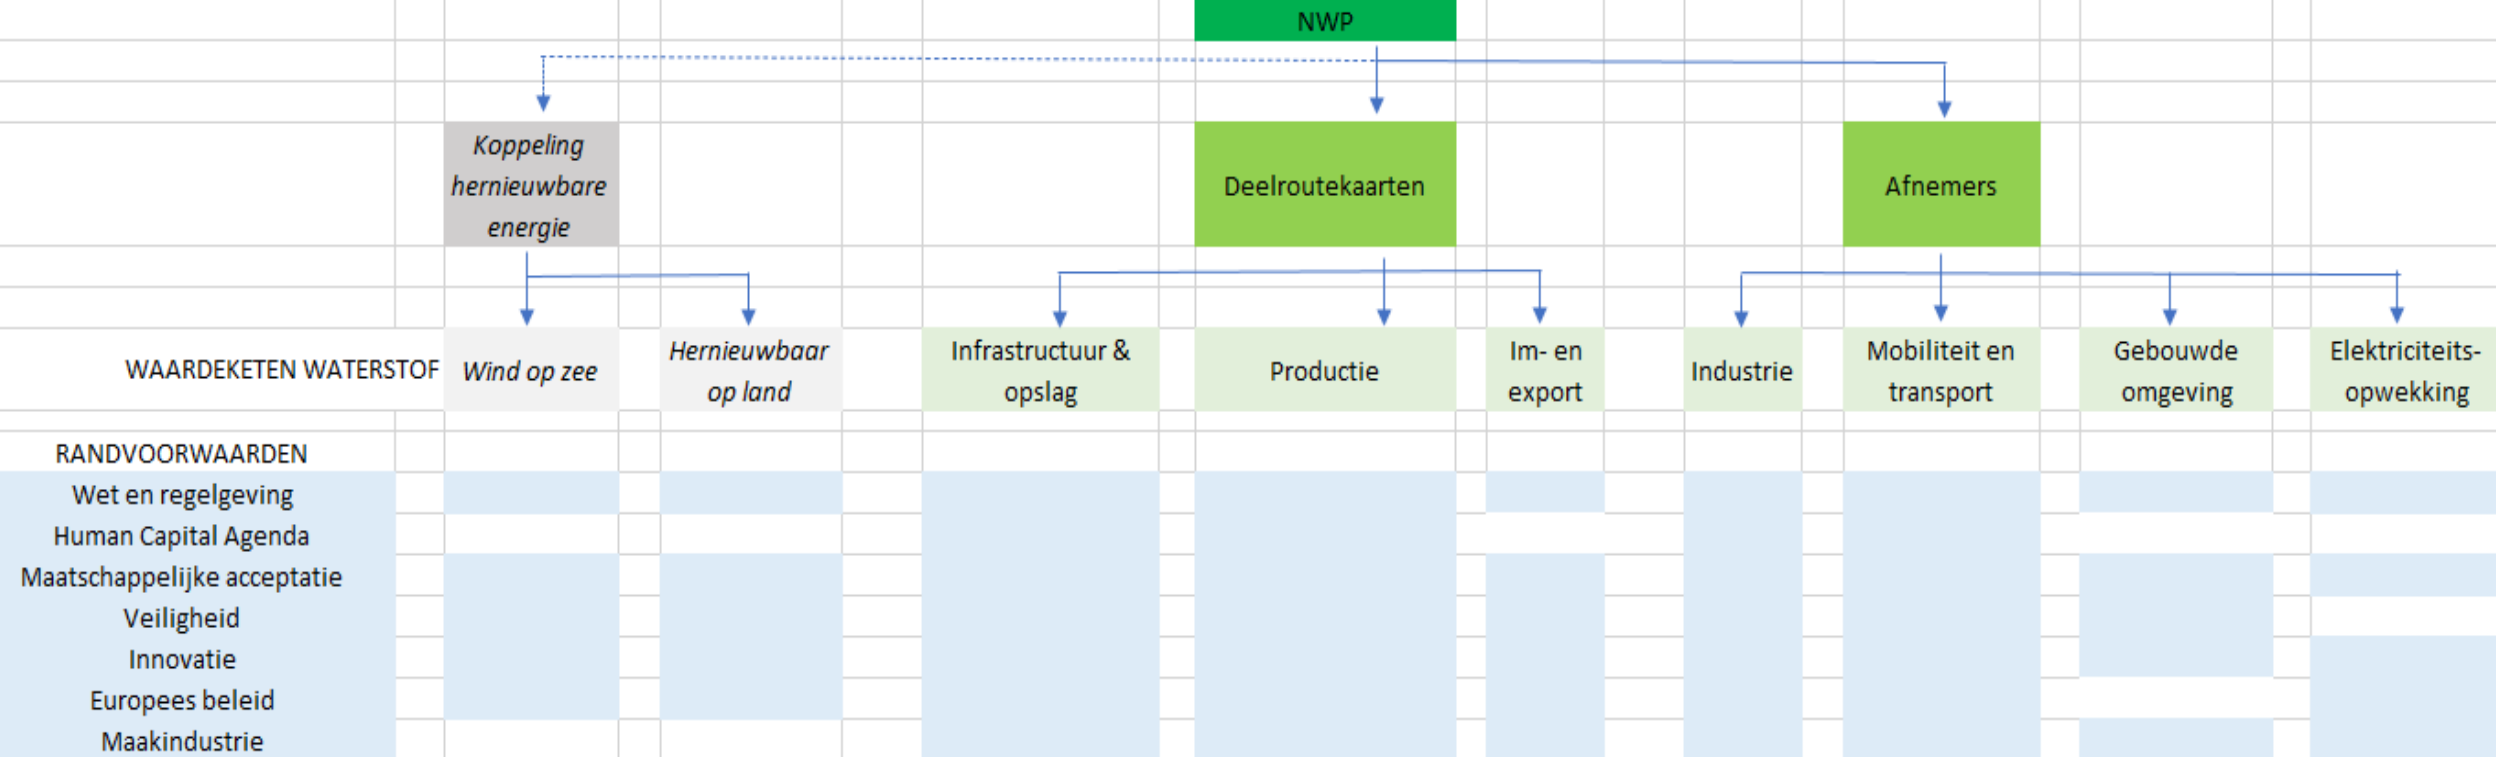 NWP
Koppeling
hernieuwbare
energie
Deelroutekaarten
Afnemers
WAARDEKETEN WATERSTOF
Wind op zee
Hernieuwbaar
op land
Infrastructuur &
opslag
Productie
Im- en
export
Industrie
Mobiliteit en
transport
Gebouwde
omgeving
Elektriciteits-
opwekking
RANDVOORWAARDEN
Wet en regelgeving
Human Capital Agenda
Maatschappelijke acceptatie
Veiligheid
Innovatie
Europees beleid
Maakindustrie